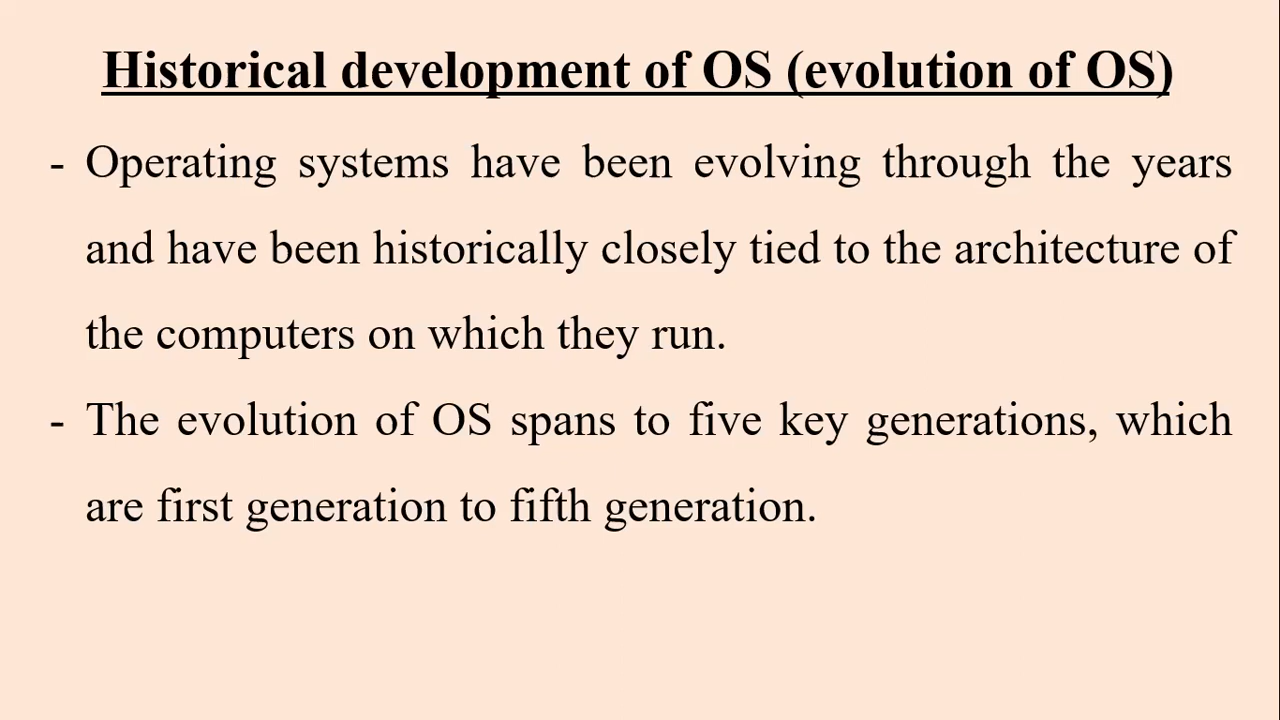 Historical development of OS (evolution of OS)
- Operating systems have been evolving through the years
and have been historically closely tied to the architecture of
the computers on which they run.
- The evolution of OS spans to five key generations, which
are first generation to fifth generation.